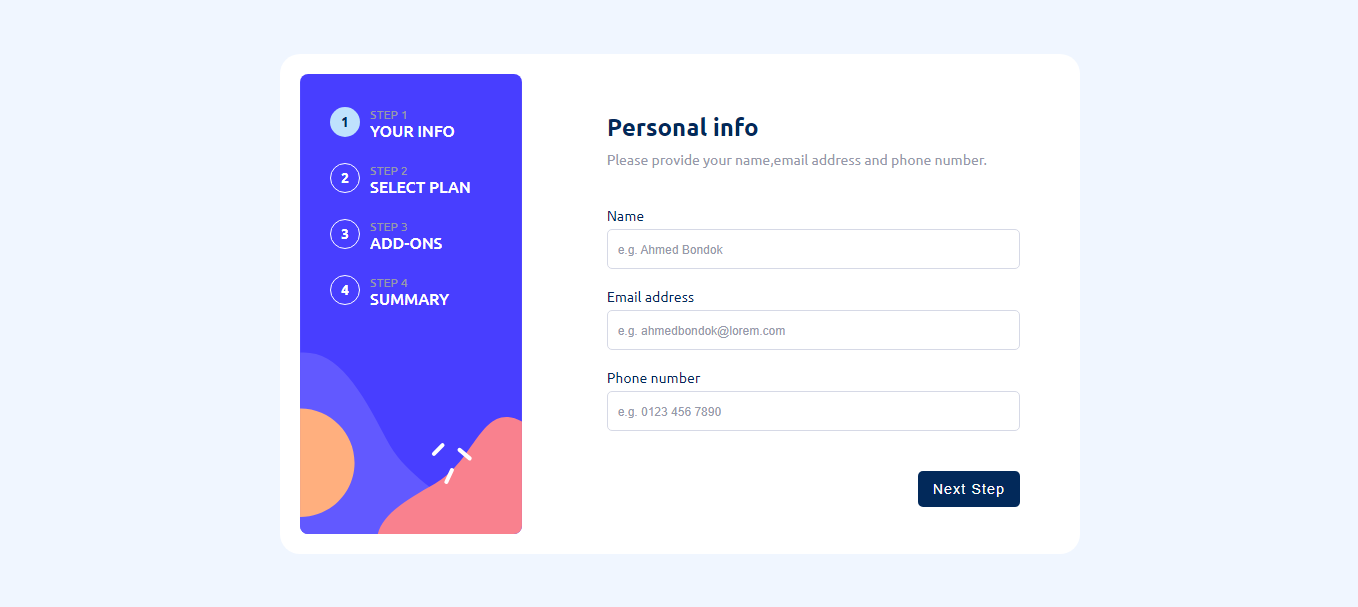 1
STEP 1
YOUR INFO
2
STEP 2
SELECT PLAN
3
STEP 3
ADD-ONS
4
STEP 4
SUMMARY
Personal info
Please provide your name,email address and phone number.
Name
e.g. Ahmed Bondok
Email address
e.g. ahmedbondok@lorem.com
Phone number
e.g. 0123 456 7890
Next Step